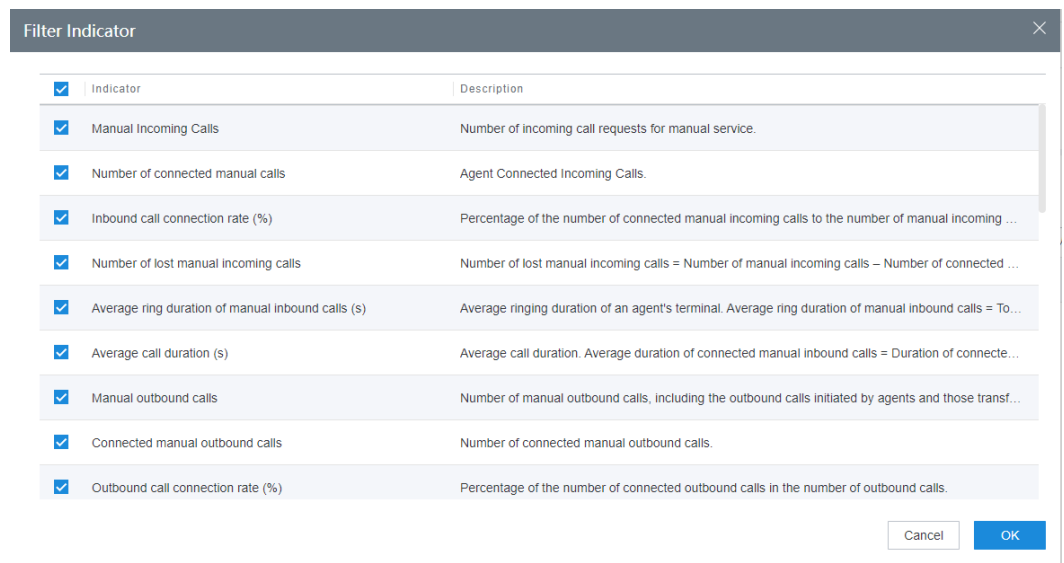 Filter Indicator
Indicator Description
Manual Incoming Calls Number of incoming call requests for manual service.
Number of connected manual calls Agent Connected Incoming Calls.
Inbound call connection rate (%) Percentage of the number of connected manual incoming calls to the number of manual incoming ...
Number of lost manual incoming calls Number of lost manual incoming calls = Number of manual incoming calls – Number of connected ...
Average ring duration of manual inbound calls (s) Average ringing duration of an agent's terminal. Average ring duration of manual inbound calls = To...
Average call duration (s) Average call duration. Average duration of connected manual inbound calls = Duration of connecte...
Manual outbound calls Number of manual outbound calls, including the outbound calls initiated by agents and those transf...
Connected manual outbound calls Number of connected manual outbound calls.
Outbound call connection rate (%) Percentage of the number of connected outbound calls in the number of outbound calls.
Cancel OK